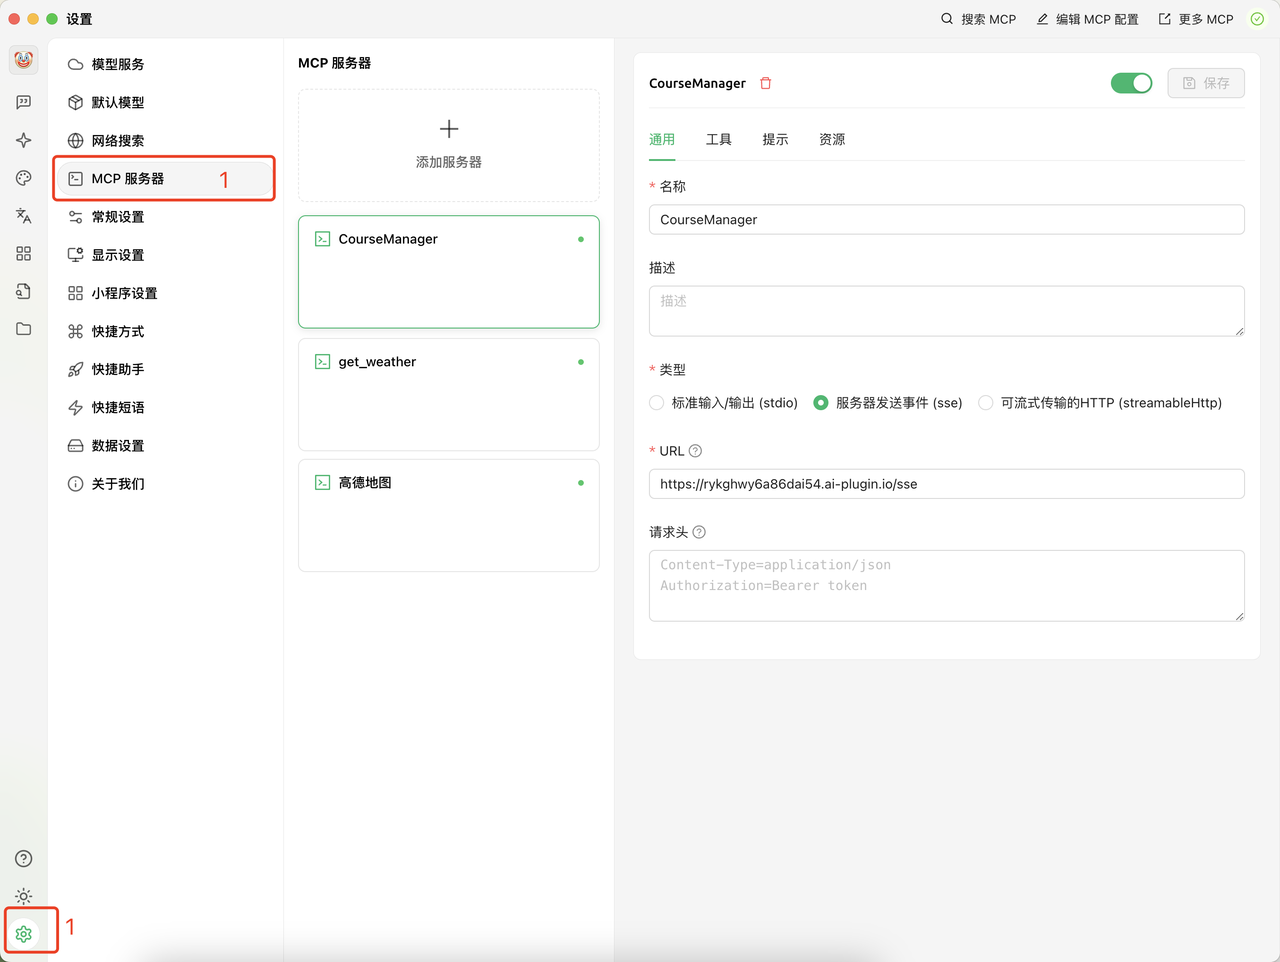 设置
搜索 MCP
编辑 MCP 配置
更多 MCP
模型服务
默认模型
网络搜索
MCP 服务器
1
常规设置
显示设置
小程序设置
快捷方式
快捷助手
快捷短语
数据设置
关于我们
1
MCP 服务器
添加服务器
CourseManager
get_weather
高德地图
CourseManager
保存
通用 工具 提示 资源
* 名称
CourseManager
描述
描述
* 类型
标准输入/输出 (stdio) 服务器发送事件 (sse) 可流式传输的HTTP (streamableHttp)
* URL
https://rykghwy6a86dai54.ai-plugin.io/sse
请求头
Content-Type=application/json
Authorization=Bearer token